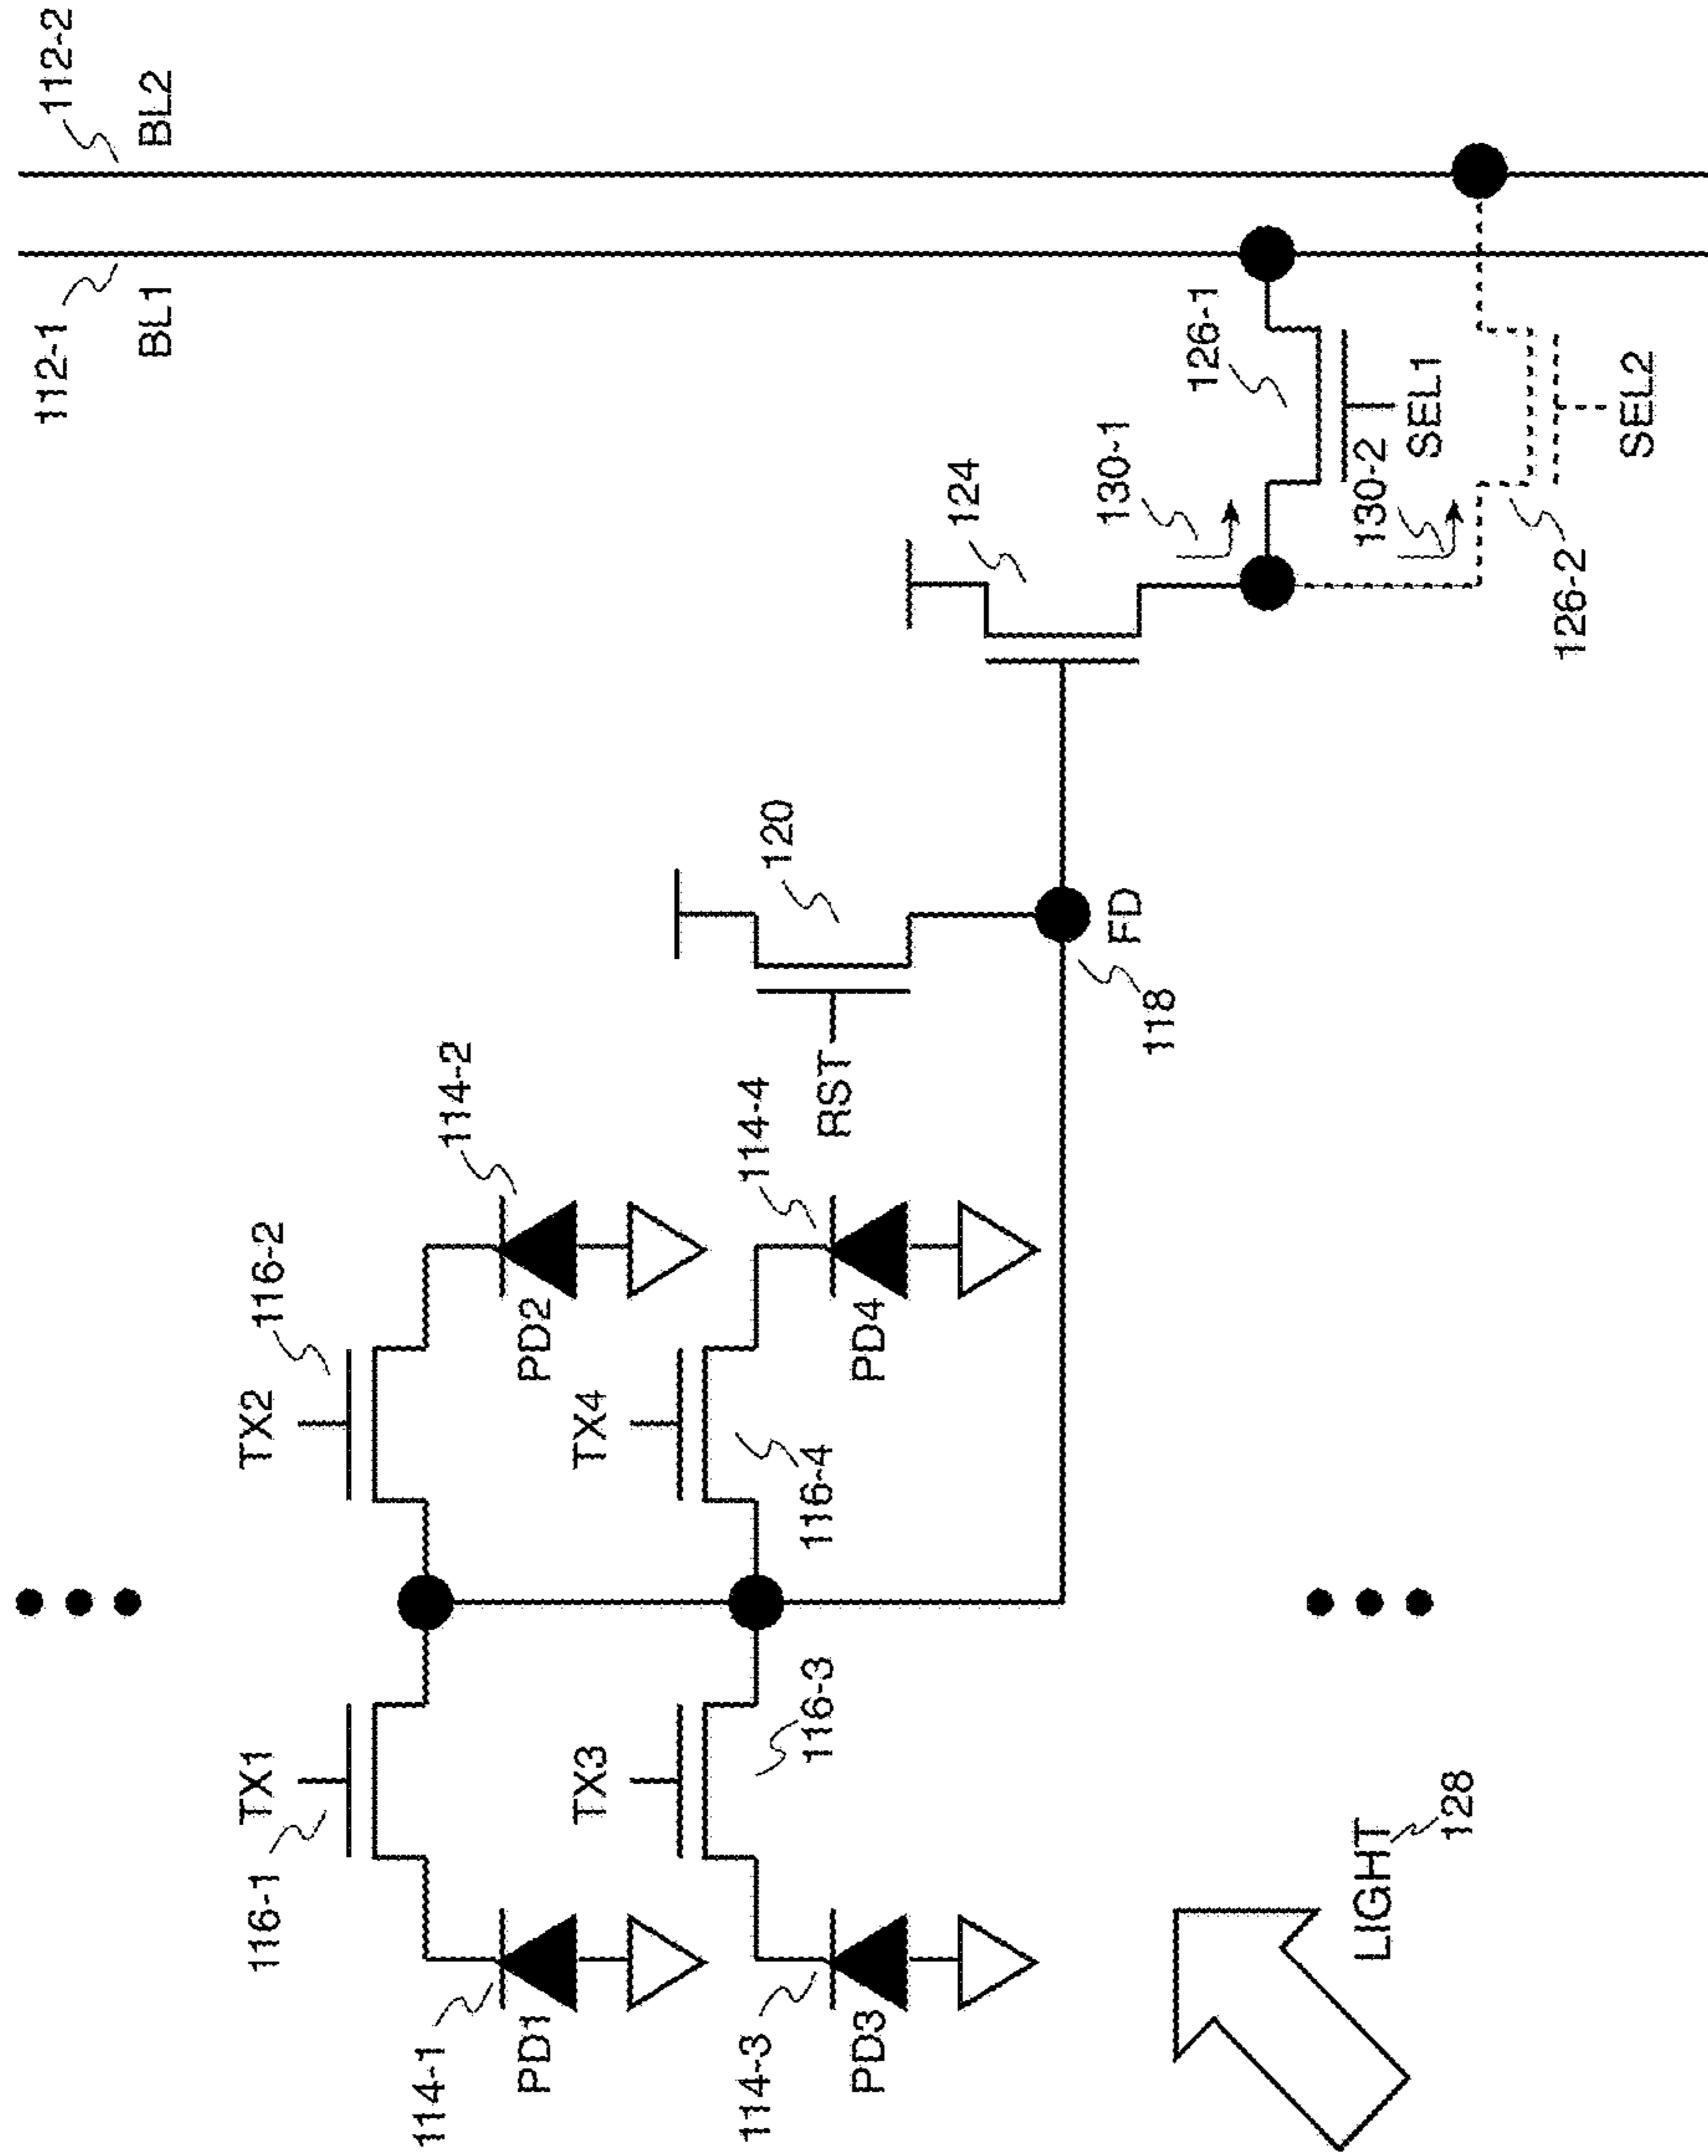 112-2
BL2
112-1
BL1
TX1
116-1
TX2
116-2
114-1
PD1
PD2
114-2
TX3
116-3
TX4
116-4
114-3
PD3
PD4
114-4
RST
120
FD
118
124
130-1
126-1
SEL1
130-2
126-2
SEL2
LIGHT
128